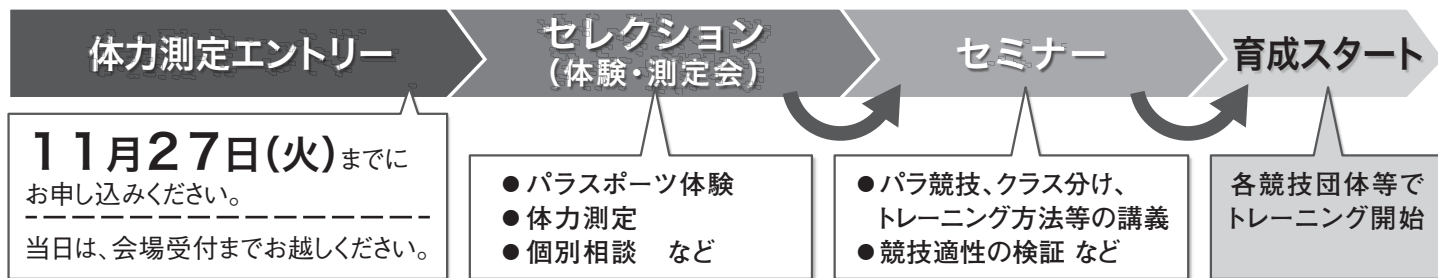 体力測定エントリー
セレクション
(体験・測定会)
セミナー
育成スタート
11月27日(火)までに
お申し込みください。
当日は、会場受付までお越しください。
●パラスポーツ体験
●体力測定
●個別相談 など
●パラ競技、クラス分け、
トレーニング方法等の講義
●競技適性の検証 など
各競技団体等で
トレーニング開始